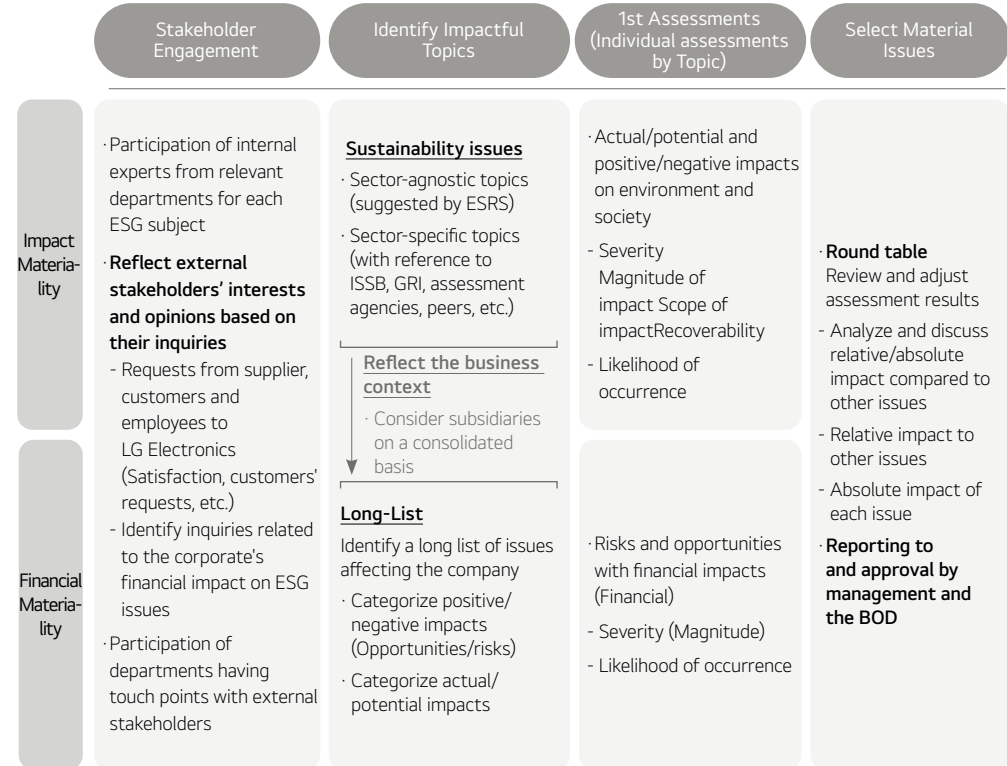 Stakeholder
Engagement
Identify Impactful
Topics
1st Assessments
(Individual assessments
by Topic)
Select Material
Issues
Impact
Materia-
lity
Financial
Materia-
lity
· Participation of internal
experts from relevant
departments for each
ESG subject
· Reflect external
stakeholders’ interests
and opinions based on
their inquiries
- Requests from supplier,
customers and
employees to
LG Electronics
(Satisfaction, customers'
requests, etc.)
- Identify inquiries related
to the corporate's
financial impact on ESG
issues
· Participation of
departments having
touch points with external
stakeholders
Sustainability issues
· Sector-agnostic topics
(suggested by ESRS)
· Sector-specific topics
(with reference to
ISSB, GRI, assessment
agencies, peers, etc.)
Reflect the business
context
· Consider subsidiaries
on a consolidated
basis
Long-List
Identify a long list of issues
affecting the company
· Categorize positive/
negative impacts
(Opportunities/risks)
· Categorize actual/
potential impacts
· Actual/potential and
positive/negative impacts
on environment and
society
- Severity
Magnitude of
impact Scope of
impactRecoverability
- Likelihood of
occurrence
· Risks and opportunities
with financial impacts
(Financial)
- Severity (Magnitude)
- Likelihood of occurrence
· Round table
Review and adjust
assessment results
- Analyze and discuss
relative/absolute
impact compared to
other issues
- Relative impact to
other issues
- Absolute impact of
each issue
· Reporting to
and approval by
management and
the BOD